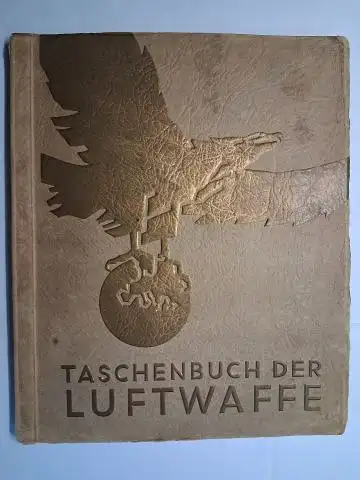 TASCHENBUCH DER
LUFTWAFFE